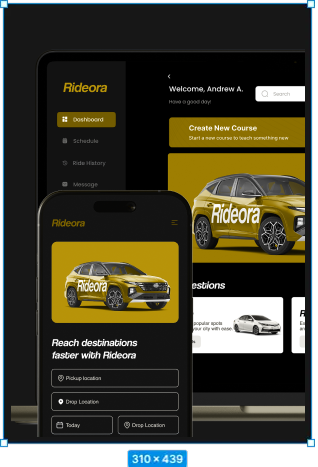 Rideora
Welcome, Andrew A.
Have a good day!
Search
Dashboard
Schedule
Ride History
Message
Create New Course
Start a new course to teach something new
Rideora
estions
popular spots
your city with ease.
R
Rideora
Rideora
Reach destinations
faster with Rideora
Pickup location
Drop Location
Today
Drop Location
310 × 439